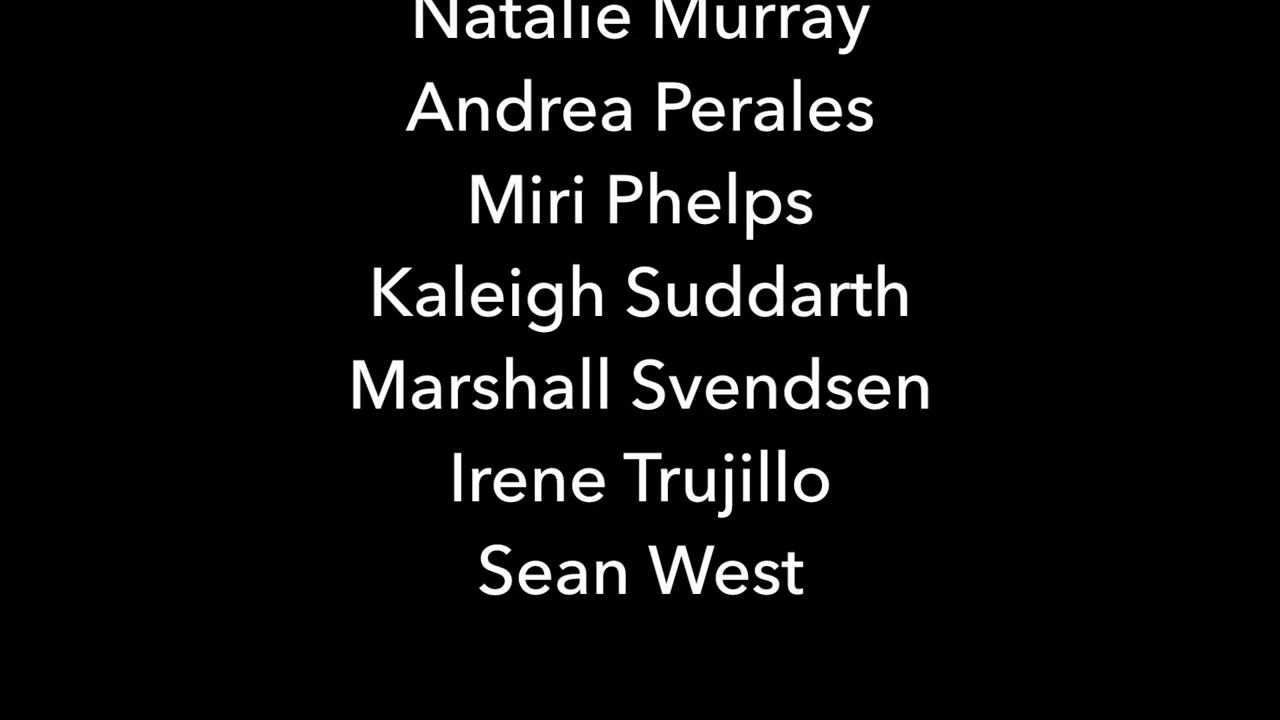 Natalie Murray
Andrea Perales
Miri Phelps
Kaleigh Suddarth
Marshall Svendsen
Irene Trujillo
Sean West